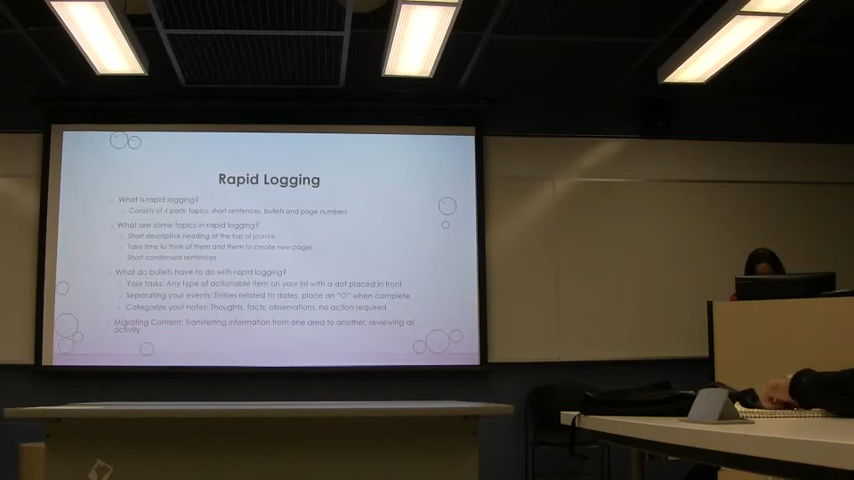 Rapid Logging
What is rapid logging?
Consists of 4 parts: topics, short sentences, bullets and page numbers
What are some topics in rapid logging?
Short descriptive heading at the top of journal
Take time to think of them and them to create new pages
Short condensed sentences
What do bullets have to do with rapid logging?
Your tasks: Any type of actionable item on your list with a dot placed in front
Separating your events: Entries related to dates, place an "O" when complete
Categorize your notes: Thoughts, facts, observations, no action required
Migrating Content: Transferring information from one area to another, reviewing all
activity